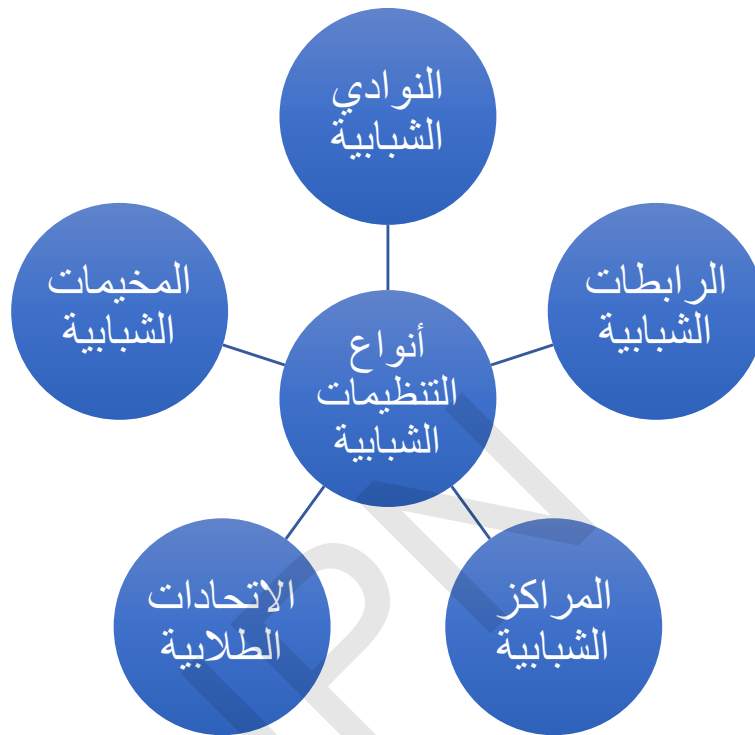 النوادي
الشبابية
الرابطات
الشبابية
المخيمات
الشبابية
أنواع
التنظيمات
الشبابية
المراكز
الشبابية
الاتحادات
الطلابية